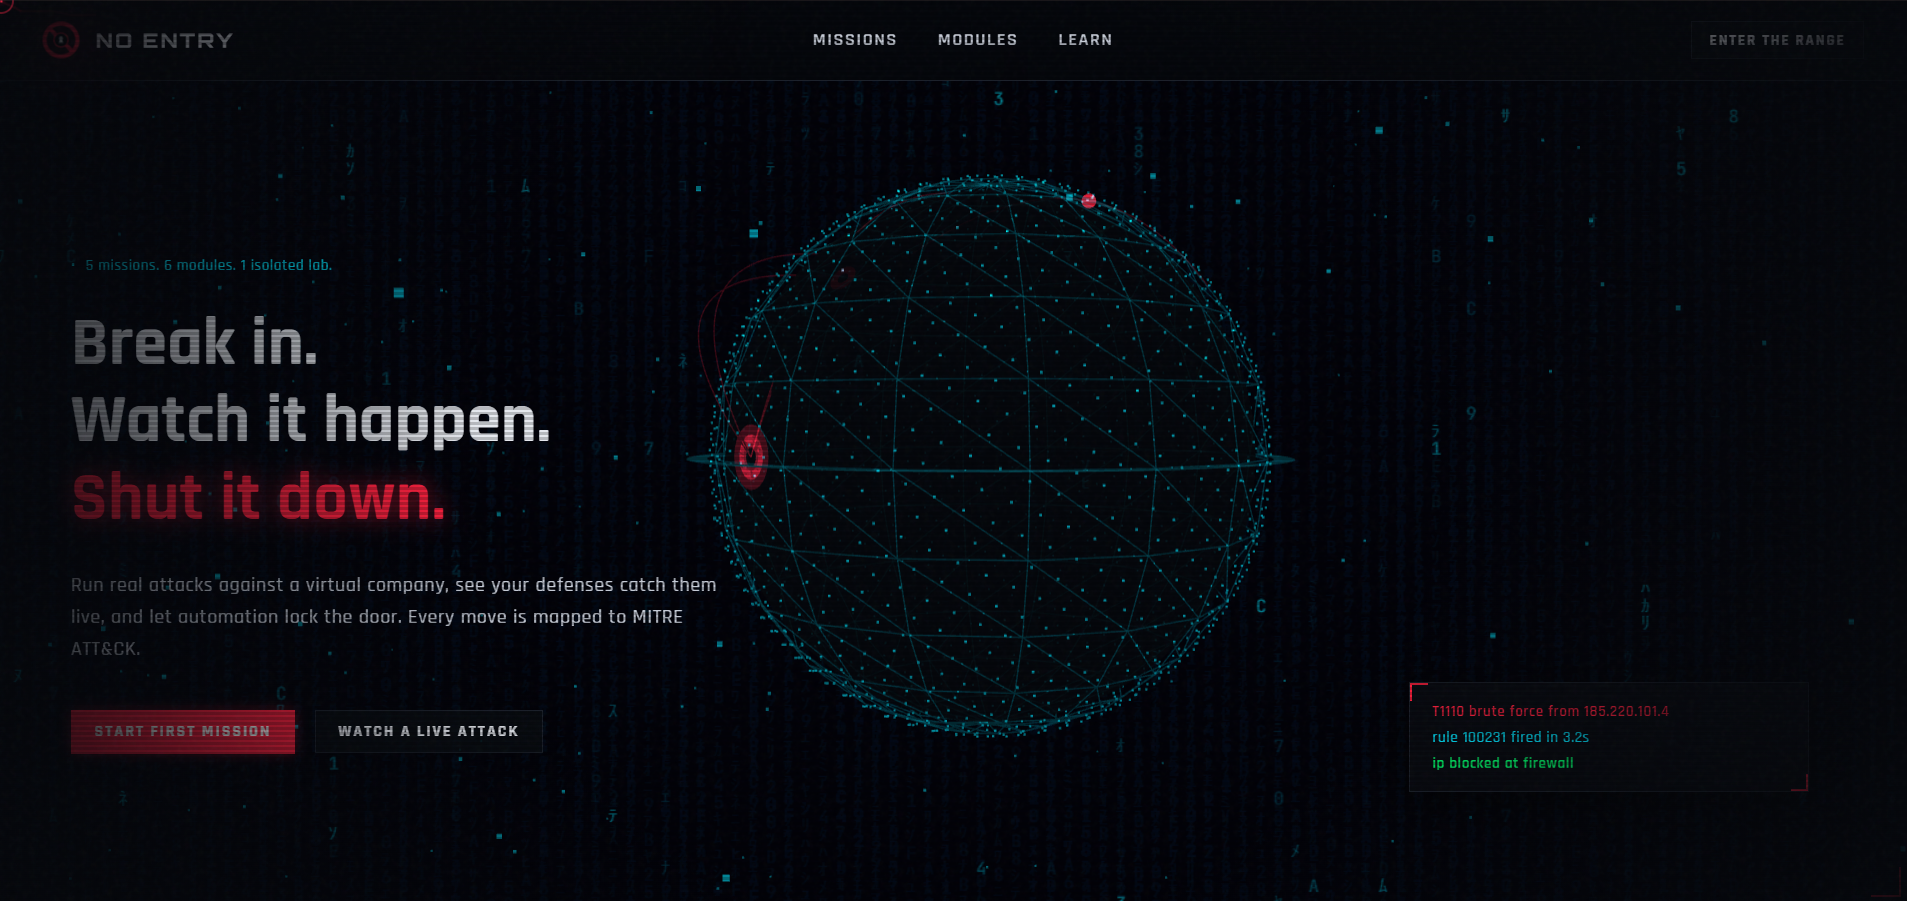 NO ENTRY
MISSIONS
MODULES
LEARN
ENTER THE RANGE
5 missions. 6 modules. 1 isolated lab.
Break in.
Watch it happen.
Shut it down.
Run real attacks against a virtual company, see your defenses catch them
live, and let automation lock the door. Every move is mapped to MITRE
ATT&CK.
START FIRST MISSION
WATCH A LIVE ATTACK
T1110 brute force from 185.220.101.4
rule 100231 fired in 3.2s
ip blocked at firewall